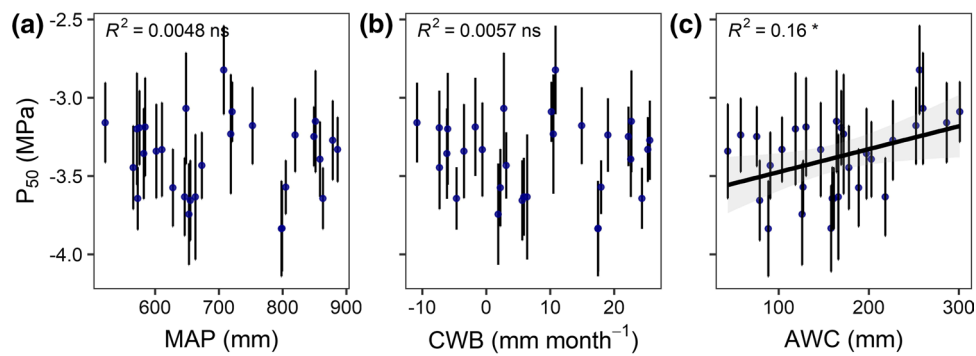 (a) R² = 0.0048 ns
(b) R² = 0.0057 ns
(c) R² = 0.16 *
P₅₀ (MPa)
-2.5
-3.0
-3.5
-4.0
600 700 800 900
MAP (mm)
-10 0 10 20
CWB (mm month⁻¹)
100 200 300
AWC (mm)